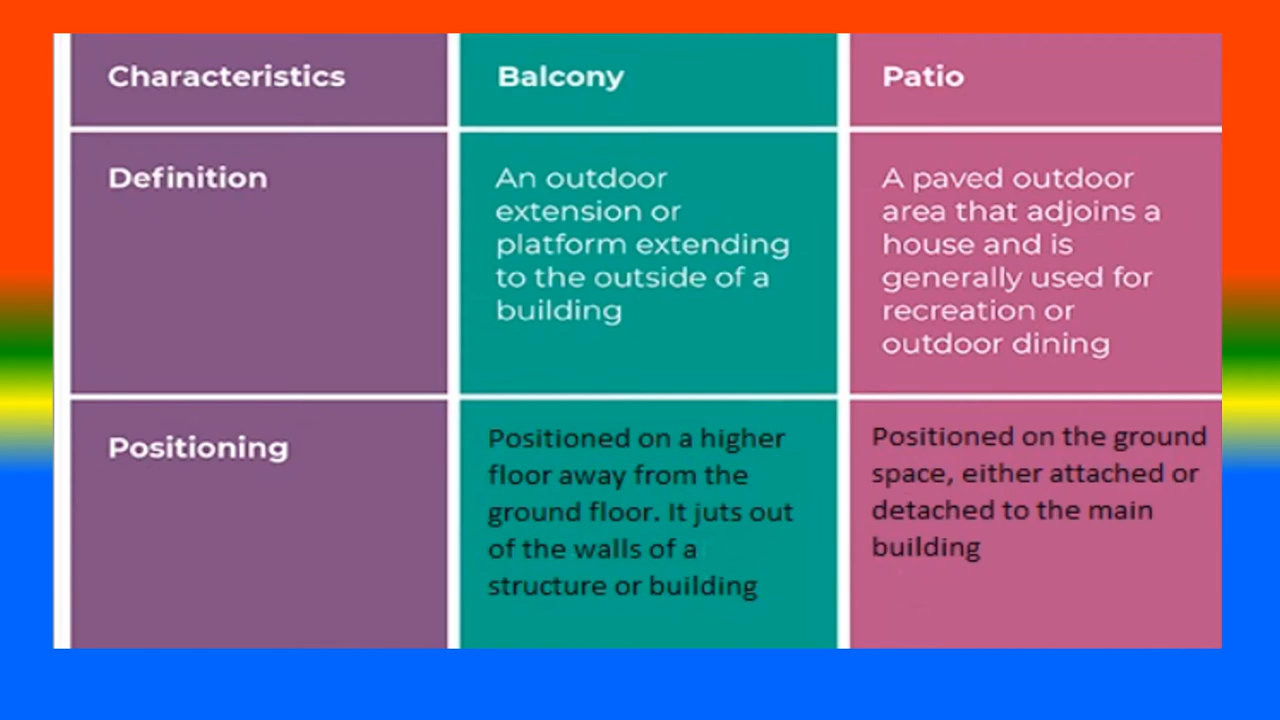 Characteristics
Balcony
Patio
Definition
An outdoor
extension or
platform extending
to the outside of a
building
A paved outdoor
area that adjoins a
house and is
generally used for
recreation or
outdoor dining
Positioning
Positioned on a higher
floor away from the
ground floor. It juts out
of the walls of a
structure or building
Positioned on the ground
space, either attached or
detached to the main
building